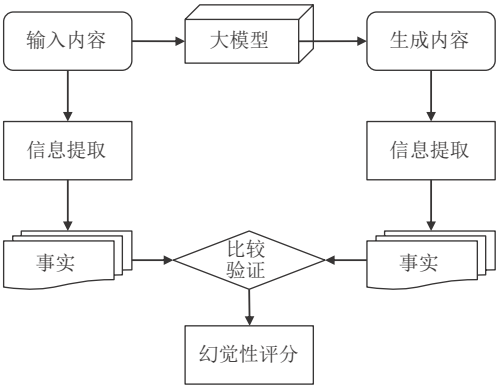 输入内容
大模型
生成内容
信息提取
信息提取
事实
比较
验证
事实
幻觉性评分